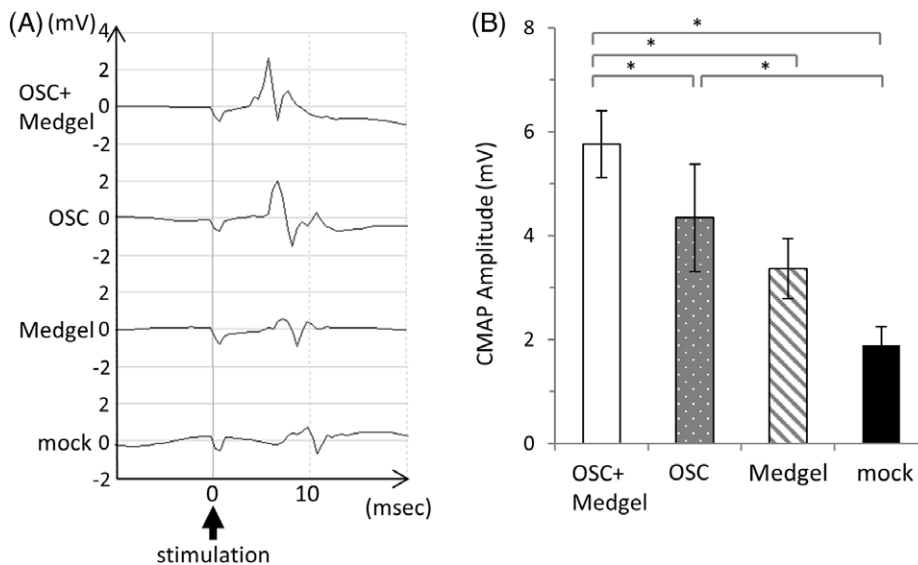 (A) (mV)
4
2
OSC+
Medgel
0
-2
2
OSC 0
-2
2
Medgel 0
-2
2
mock 0
-2
0 10
(msec)
stimulation
(B)
CMAP Amplitude (mV)
8
6
4
2
0
*
*
* *
OSC+
Medgel
OSC
Medgel
mock